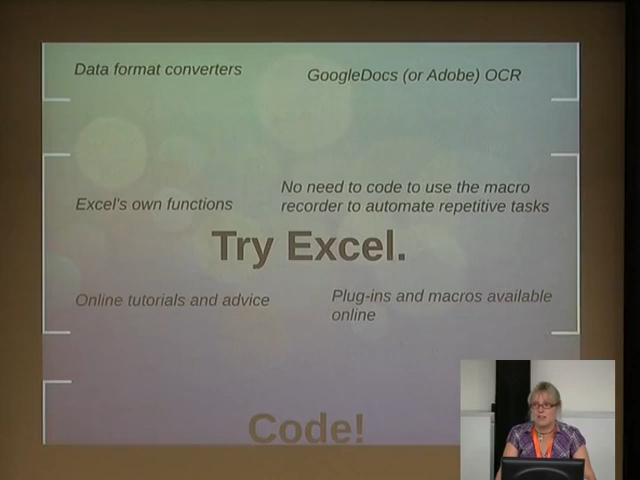 Data format converters
GoogleDocs (or Adobe) OCR
Excel's own functions
No need to code to use the macro
recorder to automate repetitive tasks
Try Excel.
Online tutorials and advice
Plug-ins and macros available
online
Code!